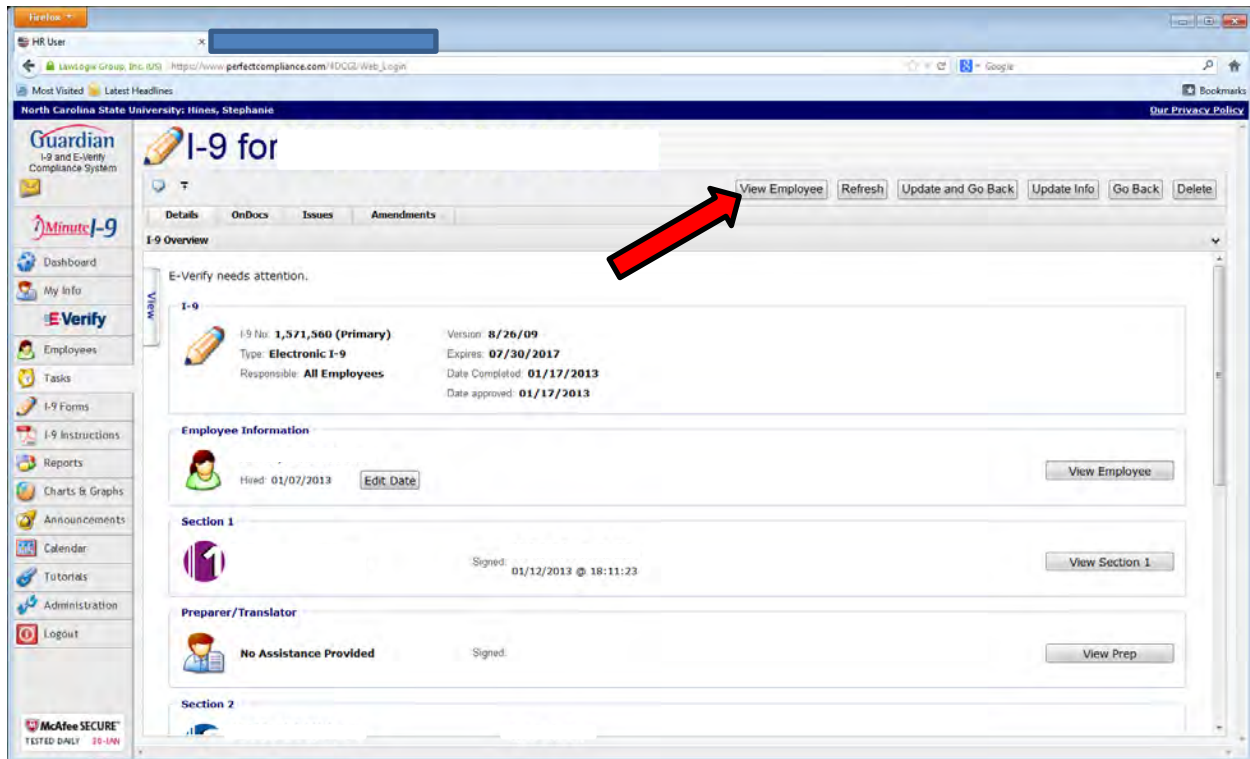 Firefox
HR User
LawLogix Group, Inc. (US) https://www.perfectcompliance.com/ Google
Most Visited Latest Headlines Bookmarks
North Carolina State University: Hines, Stephanie Our Privacy Policy
Guardian
I-9 and E-Verify
Compliance System
I-9 for
View Employee Refresh Update and Go Back Update Info Go Back Delete
Minute I-9
Details OnDocs Issues Amendments
I-9 Overview
Dashboard
My Info
E-Verify
Employees
Tasks
I-9 Forms
I-9 Instructions
Reports
Charts & Graphs
Announcements
Calendar
Tutorials
Administration
Logout
View
E-Verify needs attention.
I-9
I-9 No: 1,571,560 (Primary) Version: 8/26/09
Type: Electronic I-9 Expires: 07/30/2017
Responsible: All Employees Date Completed: 01/17/2013
Date approved: 01/17/2013
Employee Information
Hired: 01/07/2013 Edit Date View Employee
Section 1
1 Signed: 01/12/2013 @ 18:11:23 View Section 1
Preparer/Translator
No Assistance Provided Signed: View Prep
Section 2
McAfee SECURE
TESTED DAILY 30-JAN